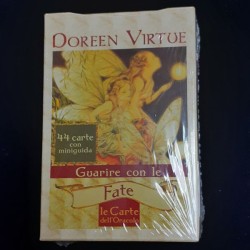 DOREEN VIRTUE
44 carte
con
miniguida
Guarire con le
Fate
le Carte
dell'Oracolo